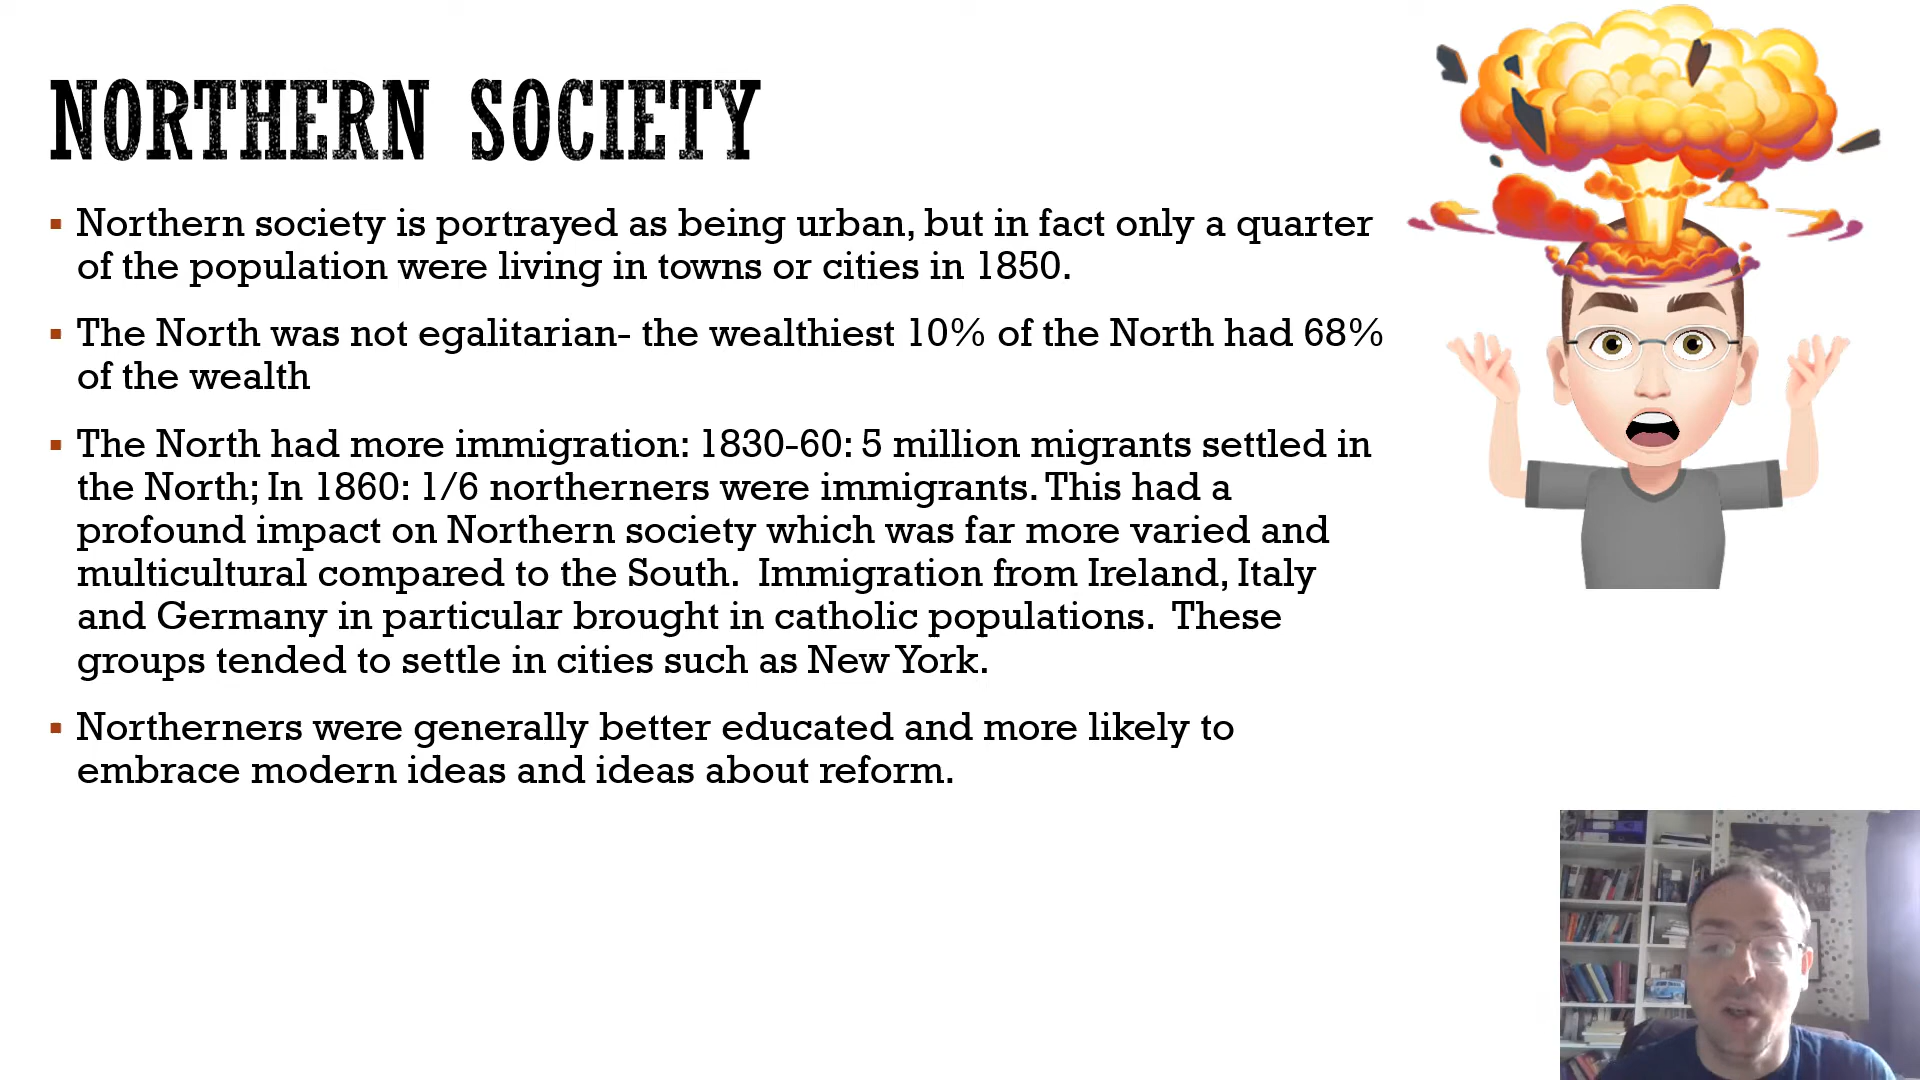 NORTHERN SOCIETY
▪ Northern society is portrayed as being urban, but in fact only a quarter
of the population were living in towns or cities in 1850.
▪ The North was not egalitarian- the wealthiest 10% of the North had 68%
of the wealth
▪ The North had more immigration: 1830-60: 5 million migrants settled in
the North; In 1860: 1/6 northerners were immigrants. This had a
profound impact on Northern society which was far more varied and
multicultural compared to the South.  Immigration from Ireland, Italy
and Germany in particular brought in catholic populations.  These
groups tended to settle in cities such as New York.
▪ Northerners were generally better educated and more likely to
embrace modern ideas and ideas about reform.